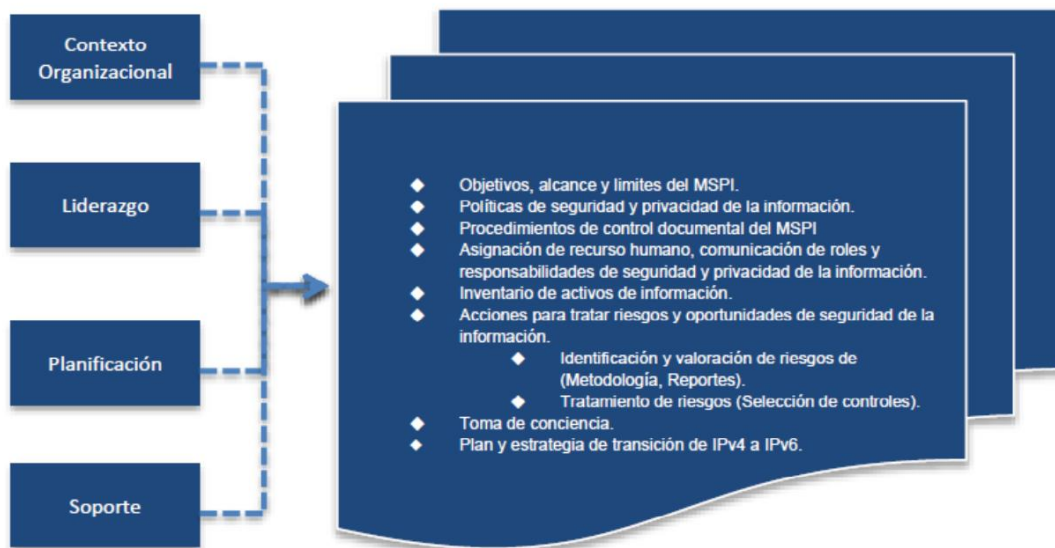 Contexto
Organizacional
Liderazgo
Planificación
Soporte
Objetivos, alcance y limites del MSPI.
Políticas de seguridad y privacidad de la información.
Procedimientos de control documental del MSPI
Asignación de recurso humano, comunicación de roles y
responsabilidades de seguridad y privacidad de la información.
Inventario de activos de información.
Acciones para tratar riesgos y oportunidades de seguridad de la
información.
Identificación y valoración de riesgos de
(Metodología, Reportes).
Tratamiento de riesgos (Selección de controles).
Toma de conciencia.
Plan y estrategia de transición de IPv4 a IPv6.